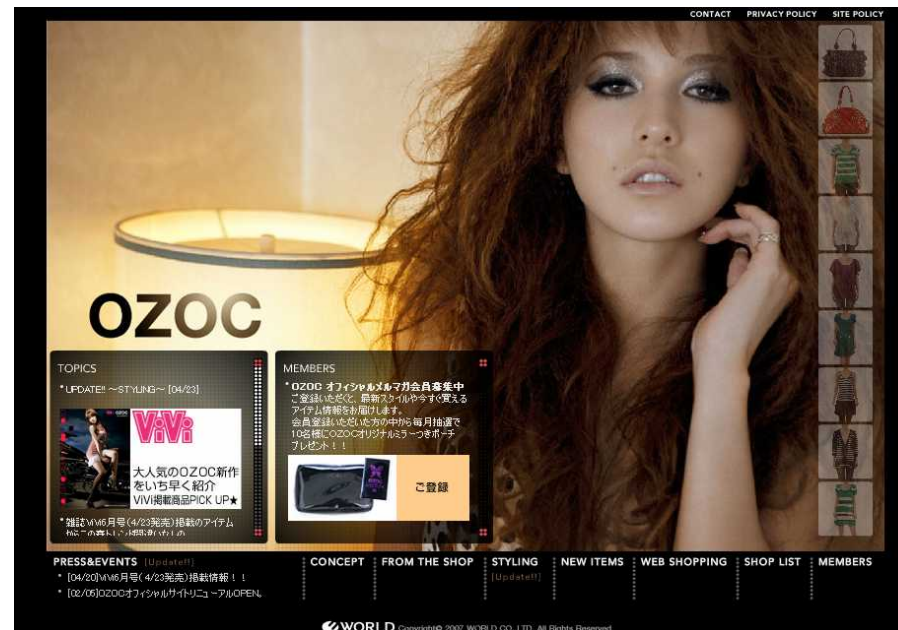 CONTACT PRIVACY POLICY SITE POLICY
OZOC
TOPICS
*UPDATE!! ～STYLING～ [04/23]
ViVi
大人気のOZOC新作
をいち早く紹介
ViVi掲載商品PICK UP★
*雑誌ViVi6月号(4/23発売)掲載のアイテム
MEMBERS
*OZOC オフィシャルメルマガ会員募集中
ご登録いただくと、最新スタイルや今すぐ買える
アイテム情報をお届けします。
会員登録いただいた方の中から毎月抽選で
10名様にOZOCオリジナルミラーつきポーチ
プレゼント！！
ご登録
PRESS&EVENTS [Update!!]
* [04/20]ViVi6月号(4/23発売)掲載情報！！
* [02/05]OZOCオフィシャルサイトリニューアルOPEN。
CONCEPT FROM THE SHOP STYLING NEW ITEMS WEB SHOPPING SHOP LIST MEMBERS
[Update!!]
WORLD Copyright© 2007 WORLD CO., LTD. All Rights Reserved.